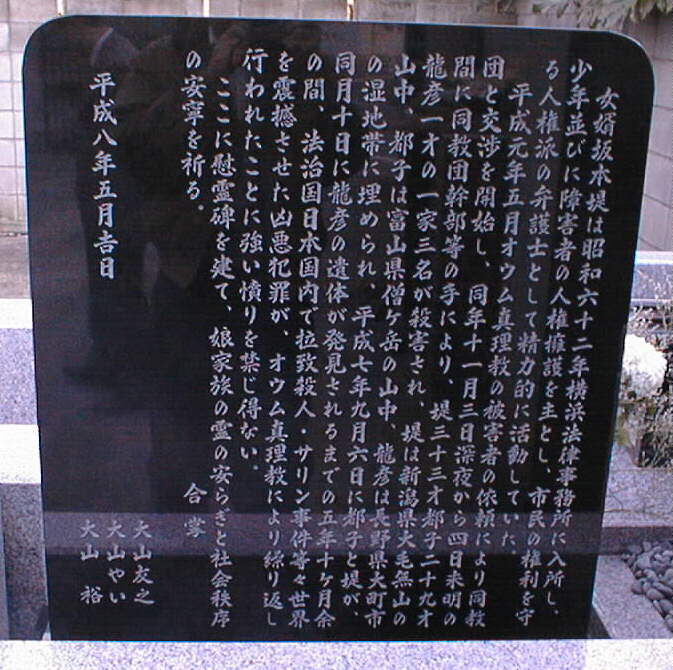 女婿坂本堤は昭和六十二年横浜法律事務所に入所し、
少年並びに障害者の人権擁護を主とし、市民の権利を守
る人権派の弁護士として精力的に活動していた。
平成元年五月オウム真理教の被害者の依頼により同教
団と交渉を開始し、同年十一月三日深夜から四日未明の
間に同教団幹部等の手により、堤三十三才都子二十九才
龍彦一才の一家三名が殺害され、堤は新潟県大毛無山の
山中、都子は富山県僧ヶ岳の山中、龍彦は長野県大町市
の湿地帯に埋められ、平成七年九月六日に都子と堤が、
同月十日に龍彦の遺体が発見されるまでの五年十ヶ月余
の間、法治国日本国内で拉致殺人・サリン事件等々世界
を震撼させた凶悪犯罪が、オウム真理教により繰り返し
行われたことに強い憤りを禁じ得ない。
ここに慰霊碑を建て、娘家族の霊の安らぎと社会秩序
の安寧を祈る。
合掌
平成八年五月吉日
大山友之
大山やい
大山裕